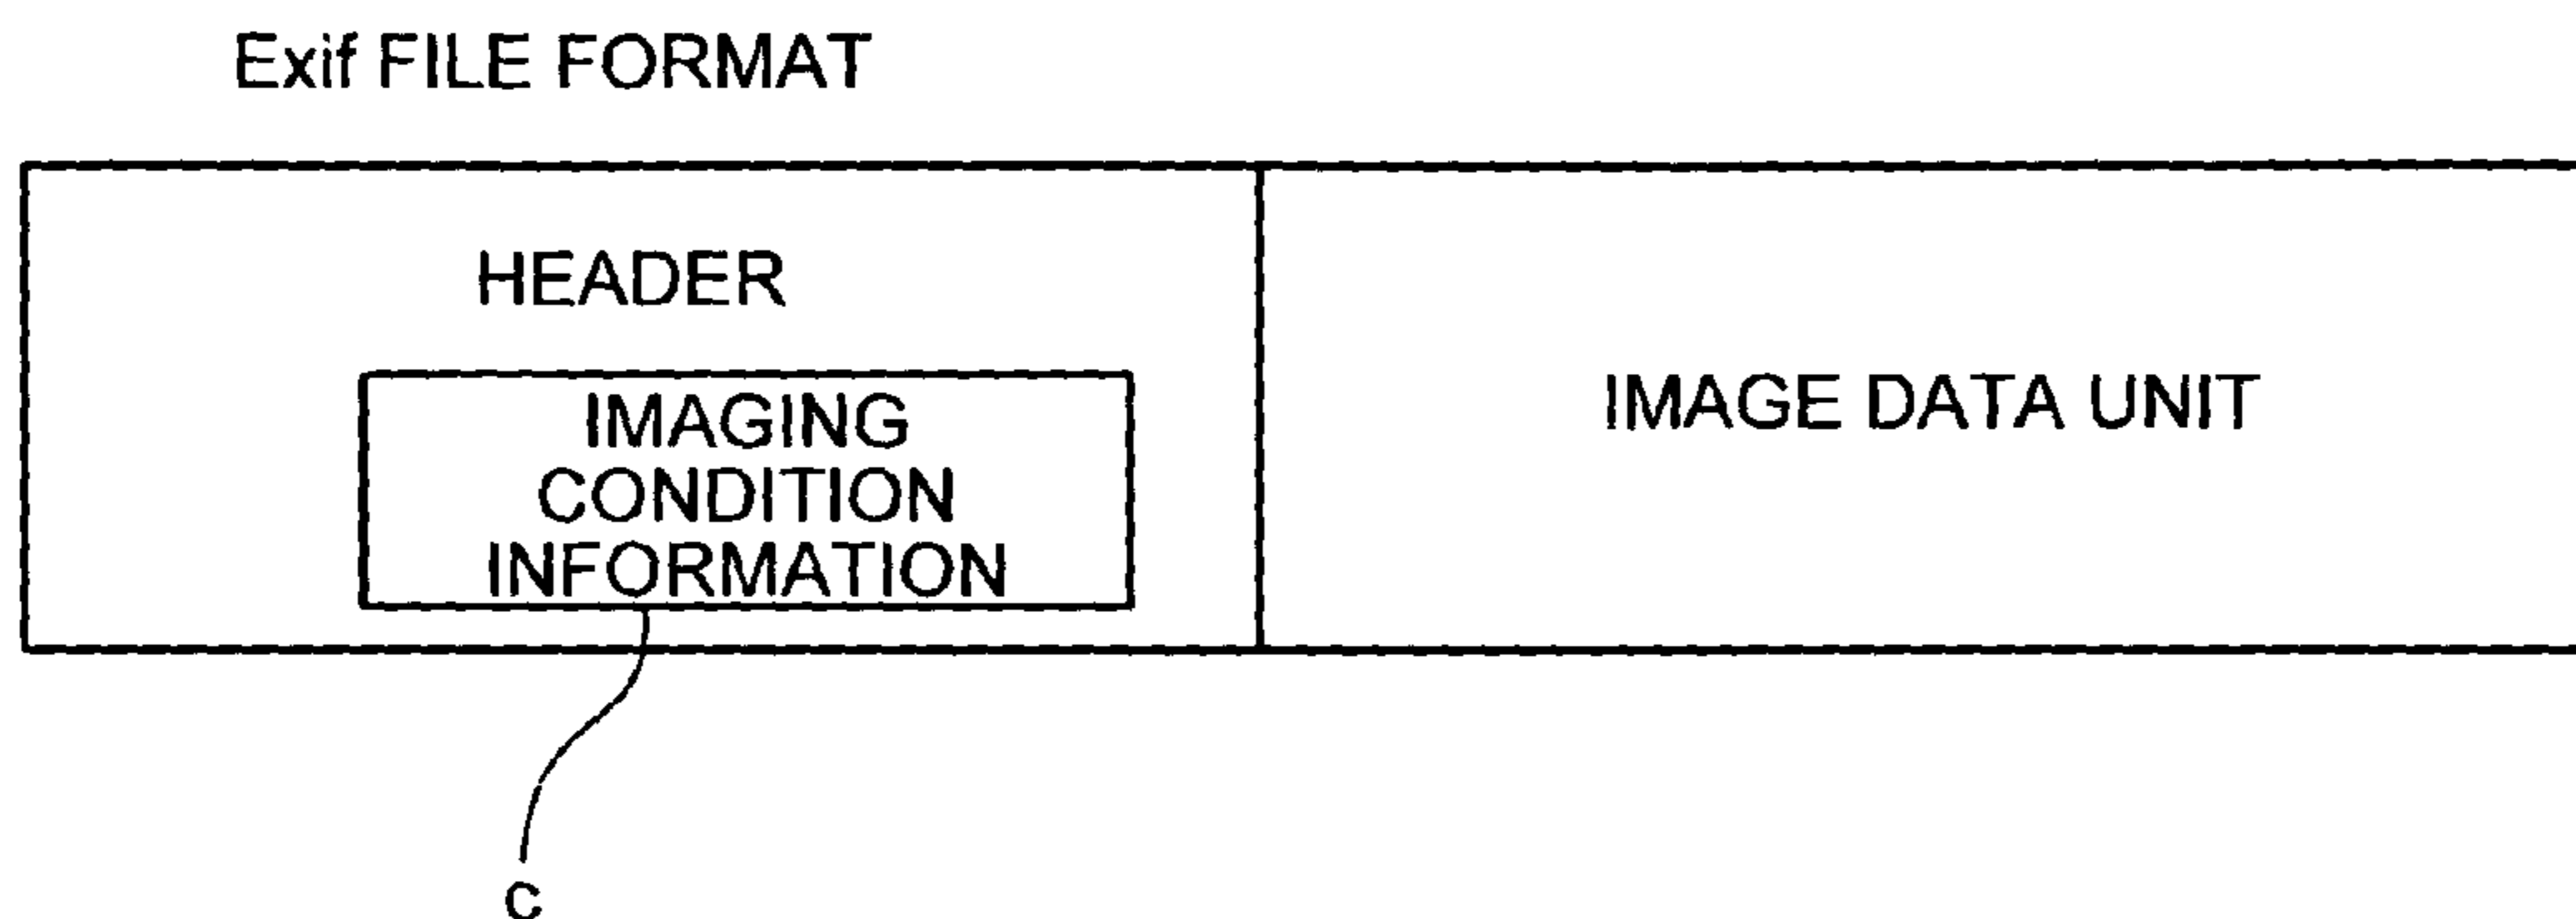 Exif FILE FORMAT
HEADER
IMAGING
CONDITION
INFORMATION
IMAGE DATA UNIT
c